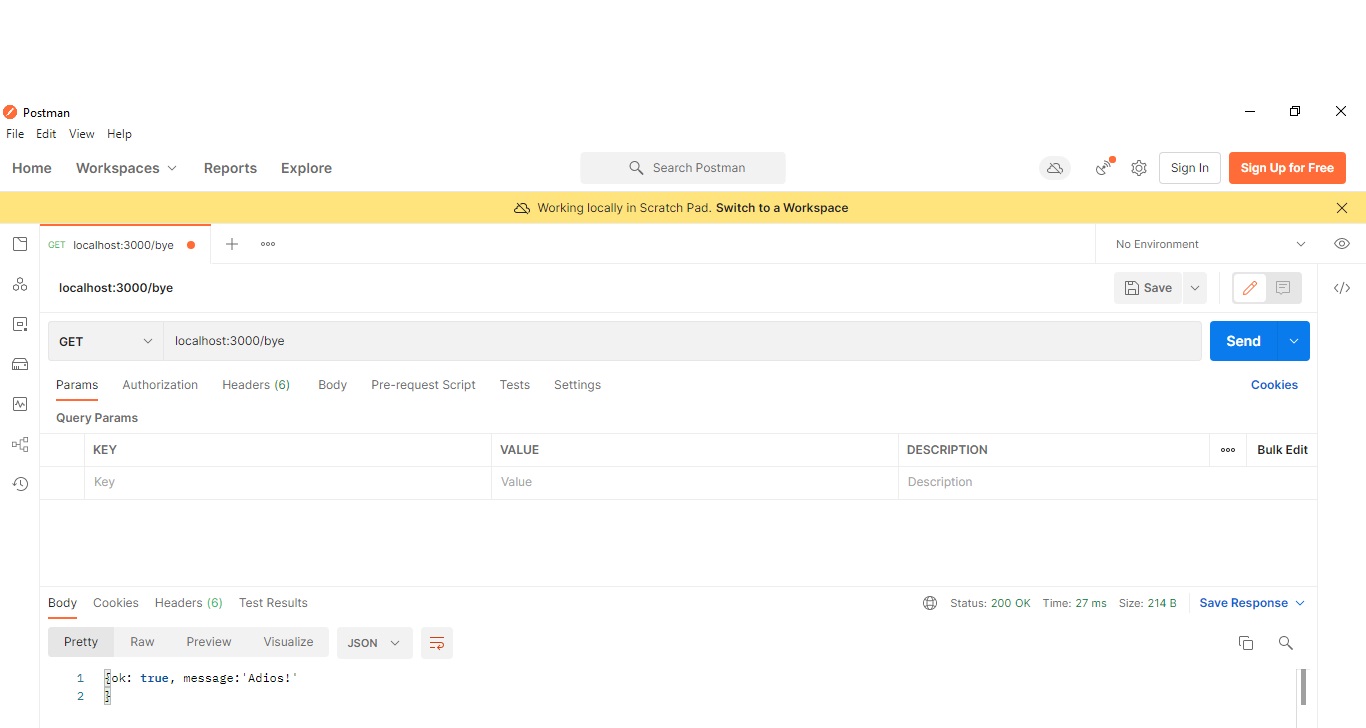 Postman
File Edit View Help
Home Workspaces Reports Explore Search Postman Sign In Sign Up for Free
Working locally in Scratch Pad. Switch to a Workspace
GET localhost:3000/bye No Environment
localhost:3000/bye Save
GET localhost:3000/bye Send
Params Authorization Headers (6) Body Pre-request Script Tests Settings Cookies
Query Params
KEY VALUE DESCRIPTION Bulk Edit
Key Value Description
Body Cookies Headers (6) Test Results Status: 200 OK Time: 27 ms Size: 214 B Save Response
Pretty Raw Preview Visualize JSON
1 {ok: true, message:'Adios!'
2 }